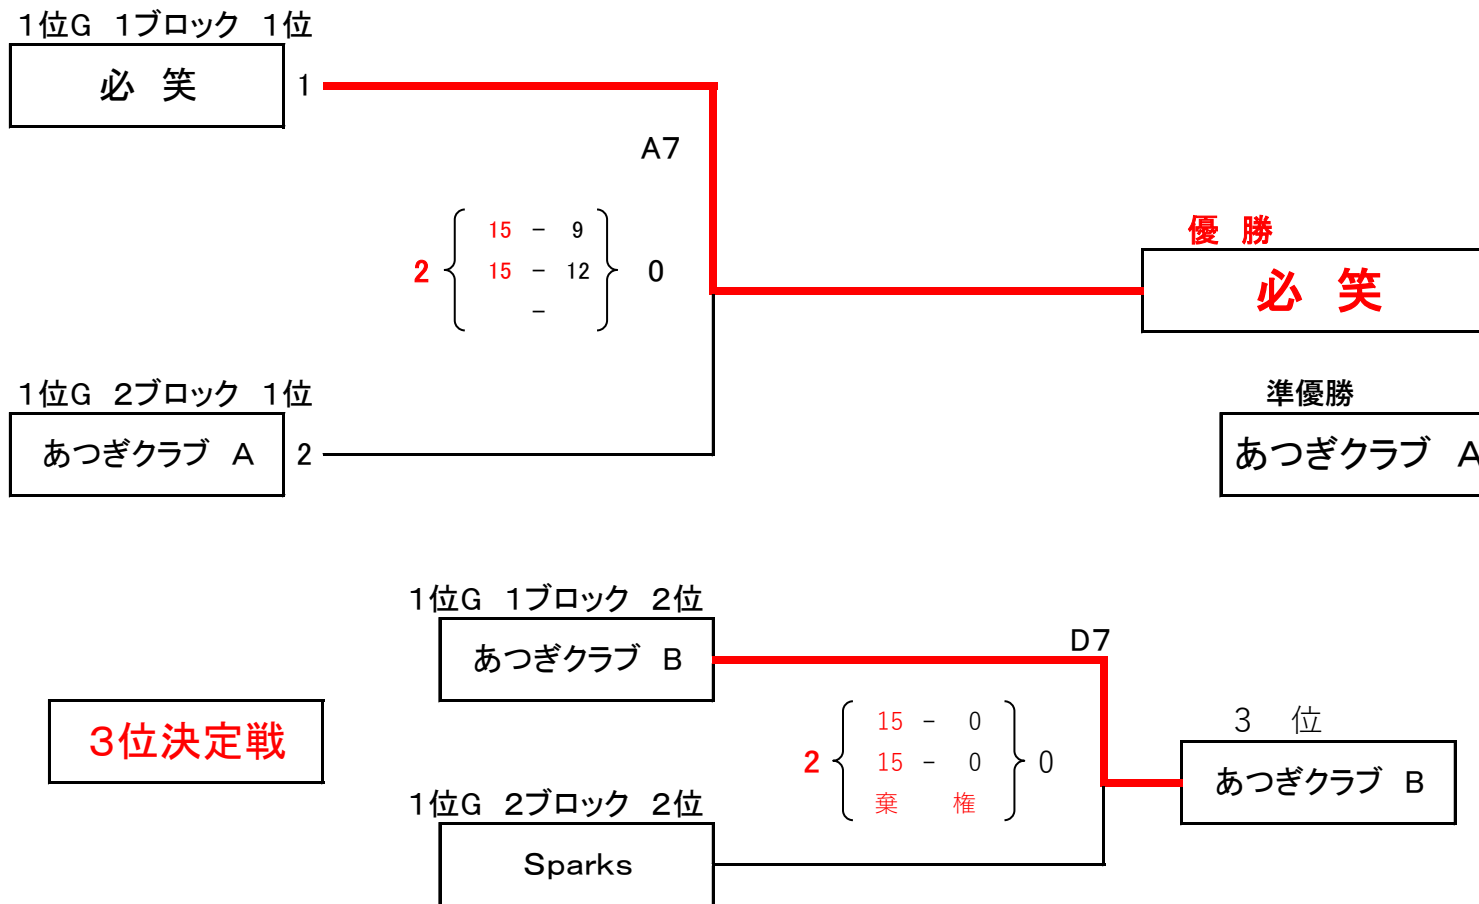 １位G　１ブロック　１位
必　笑
1
A7
15 － 9
2 15 － 12 0
－
優　勝
必　笑
１位G　２ブロック　１位
あつぎクラブ　A
2
準優勝
あつぎクラブ　A
１位G　１ブロック　２位
あつぎクラブ　B
D7
３位決定戦
15 － 0
2 15 － 0 0
棄　権
３　位
あつぎクラブ　B
１位G　２ブロック　２位
Sparks